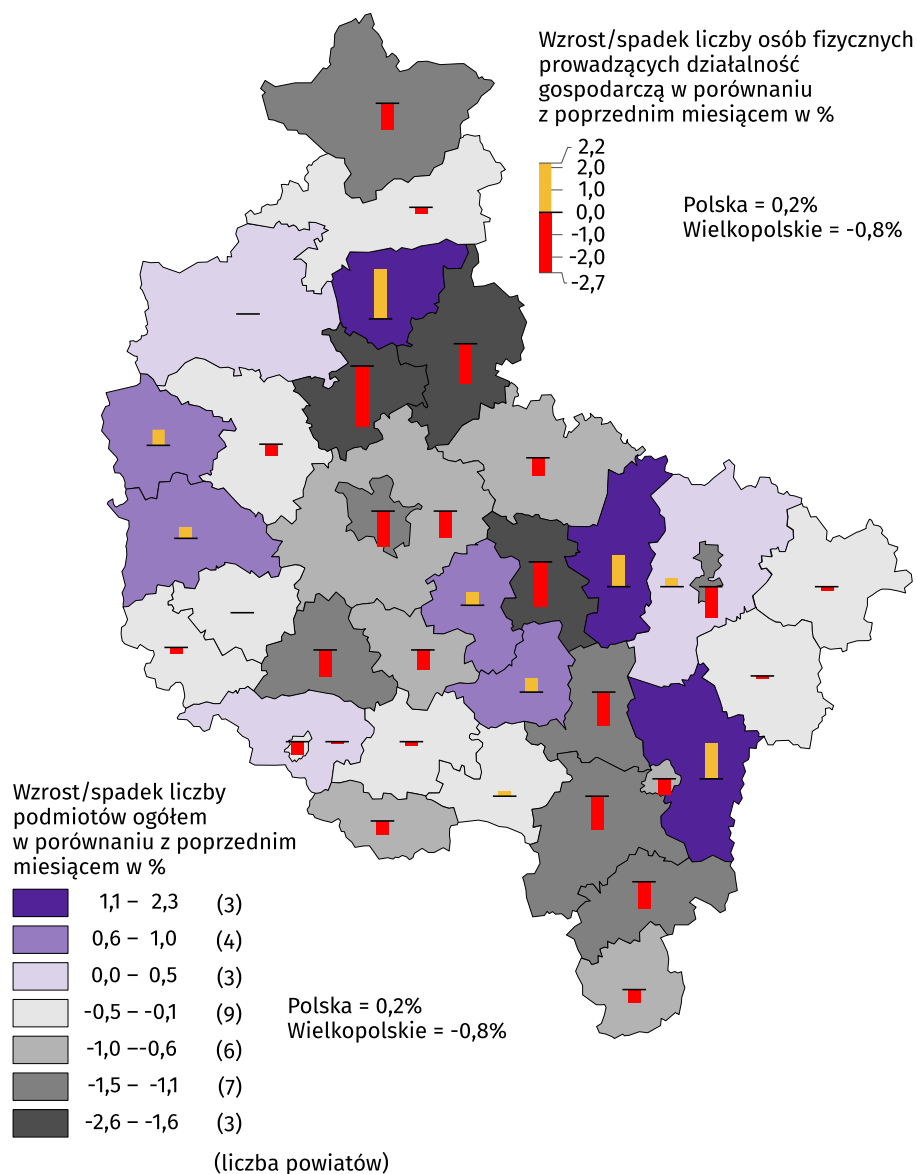 Wzrost/spadek liczby osób fizycznych
prowadzących działalność
gospodarczą w porównaniu
z poprzednim miesiącem w %
2,2
2,0
1,0
0,0
-1,0
-2,0
-2,7
Polska = 0,2%
Wielkopolskie = -0,8%
Wzrost/spadek liczby
podmiotów ogółem
w porównaniu z poprzednim
miesiącem w %
1,1 – 2,3 (3)
0,6 – 1,0 (4)
0,0 – 0,5 (3)
-0,5 – -0,1 (9)
-1,0 –-0,6 (6)
-1,5 – -1,1 (7)
-2,6 – -1,6 (3)
(liczba powiatów)
Polska = 0,2%
Wielkopolskie = -0,8%